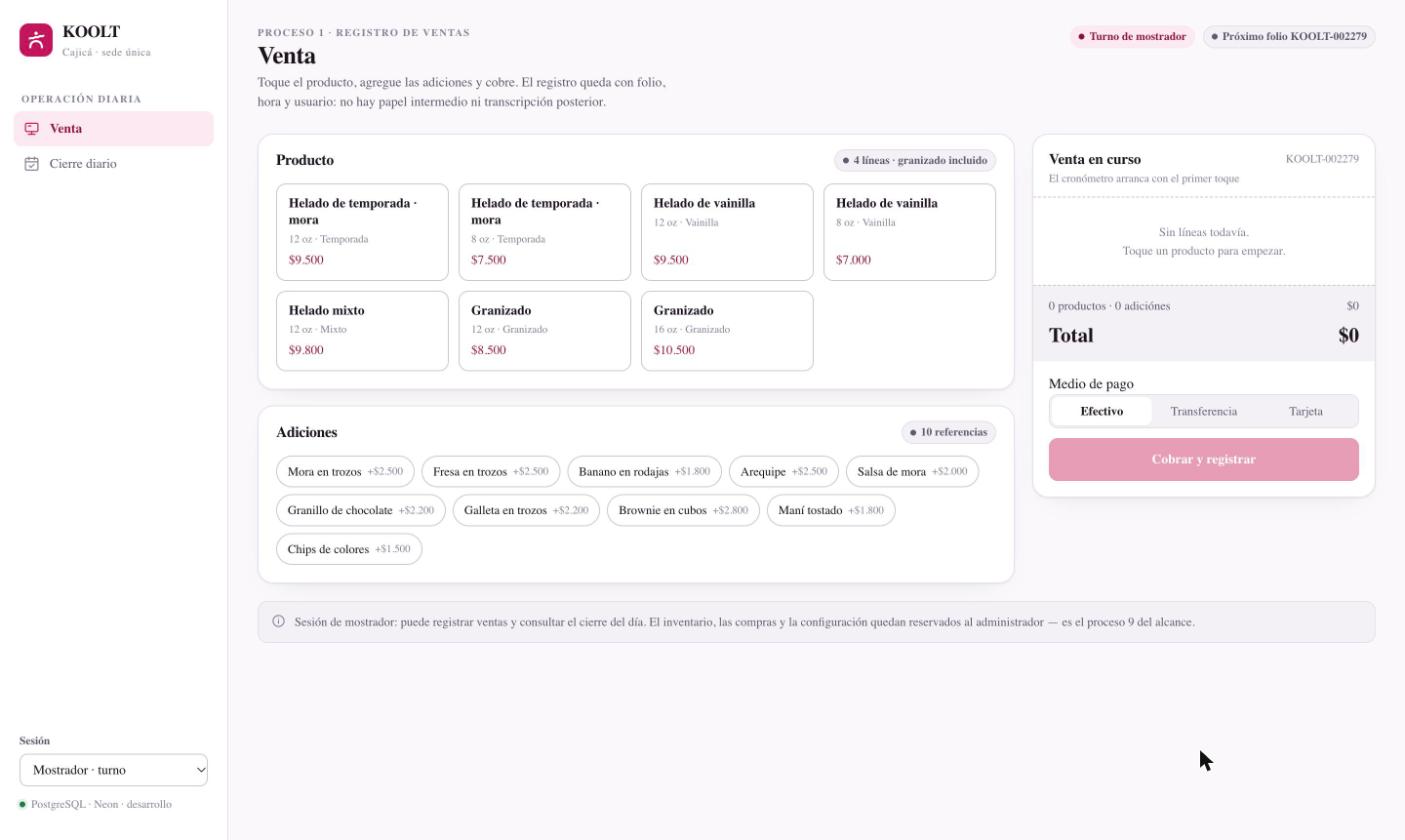 KOOLT
Cajicá · sede única
OPERACIÓN DIARIA
Venta
Cierre diario
Sesión
Mostrador · turno
PostgreSQL · Neon · desarrollo
PROCESO 1 · REGISTRO DE VENTAS
Venta
Toque el producto, agregue las adiciones y cobre. El registro queda con folio,
hora y usuario: no hay papel intermedio ni transcripción posterior.
Turno de mostrador
Próximo folio KOOLT-002279
Producto
4 líneas · granizado incluido
Helado de temporada ·
mora
12 oz · Temporada
$9.500
Helado de temporada ·
mora
8 oz · Temporada
$7.500
Helado de vainilla
12 oz · Vainilla
$9.500
Helado de vainilla
8 oz · Vainilla
$7.000
Helado mixto
12 oz · Mixto
$9.800
Granizado
12 oz · Granizado
$8.500
Granizado
16 oz · Granizado
$10.500
Adiciones
10 referencias
Mora en trozos +$2.500
Fresa en trozos +$2.500
Banano en rodajas +$1.800
Arequipe +$2.500
Salsa de mora +$2.000
Granillo de chocolate +$2.200
Galleta en trozos +$2.200
Brownie en cubos +$2.800
Maní tostado +$1.800
Chips de colores +$1.500
Venta en curso
KOOLT-002279
El cronómetro arranca con el primer toque
Sin líneas todavía.
Toque un producto para empezar.
0 productos · 0 adiciónes $0
Total $0
Medio de pago
Efectivo
Transferencia
Tarjeta
Cobrar y registrar
Sesión de mostrador: puede registrar ventas y consultar el cierre del día. El inventario, las compras y la configuración quedan reservados al administrador — es el proceso 9 del alcance.